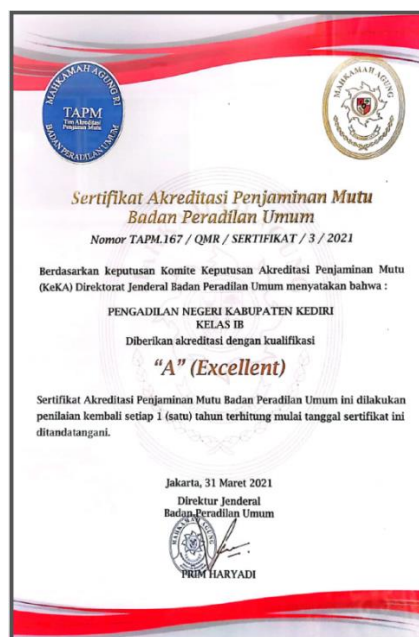 MAHKAMAH AGUNG RI
TAPM
Tim Akreditasi
Penjamin Mutu
BADAN PERADILAN UMUM
MAHKAMAH AGUNG
Sertifikat Akreditasi Penjaminan Mutu
Badan Peradilan Umum
Nomor TAPM.167 / QMR / SERTIFIKAT / 3 / 2021
Berdasarkan keputusan Komite Keputusan Akreditasi Penjaminan Mutu
(KeKA) Direktorat Jenderal Badan Peradilan Umum menyatakan bahwa :
PENGADILAN NEGERI KABUPATEN KEDIRI
KELAS IB
Diberikan akreditasi dengan kualifikasi
“A” (Excellent)
Sertifikat Akreditasi Penjaminan Mutu Badan Peradilan Umum ini dilakukan
penilaian kembali setiap 1 (satu) tahun terhitung mulai tanggal sertifikat ini
ditandatangani.
Jakarta, 31 Maret 2021
Direktur Jenderal
Badan Peradilan Umum
MAHKAMAH AGUNG
PRIM HARYADI